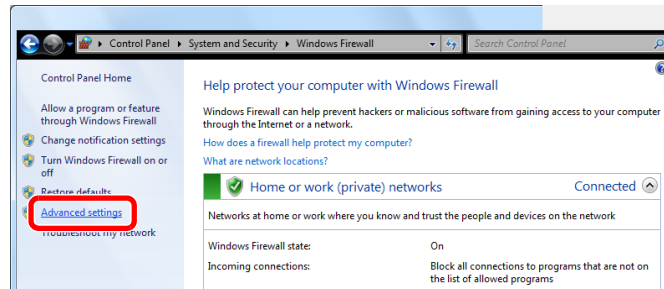 Control Panel ▸ System and Security ▸ Windows Firewall
Search Control Panel
Control Panel Home
Allow a program or feature
through Windows Firewall
Change notification settings
Turn Windows Firewall on or
off
Restore defaults
Advanced settings
Troubleshoot my network
Help protect your computer with Windows Firewall
Windows Firewall can help prevent hackers or malicious software from gaining access to your computer
through the Internet or a network.
How does a firewall help protect my computer?
What are network locations?
Home or work (private) networks
Connected
Networks at home or work where you know and trust the people and devices on the network
Windows Firewall state:
On
Incoming connections:
Block all connections to programs that are not on
the list of allowed programs